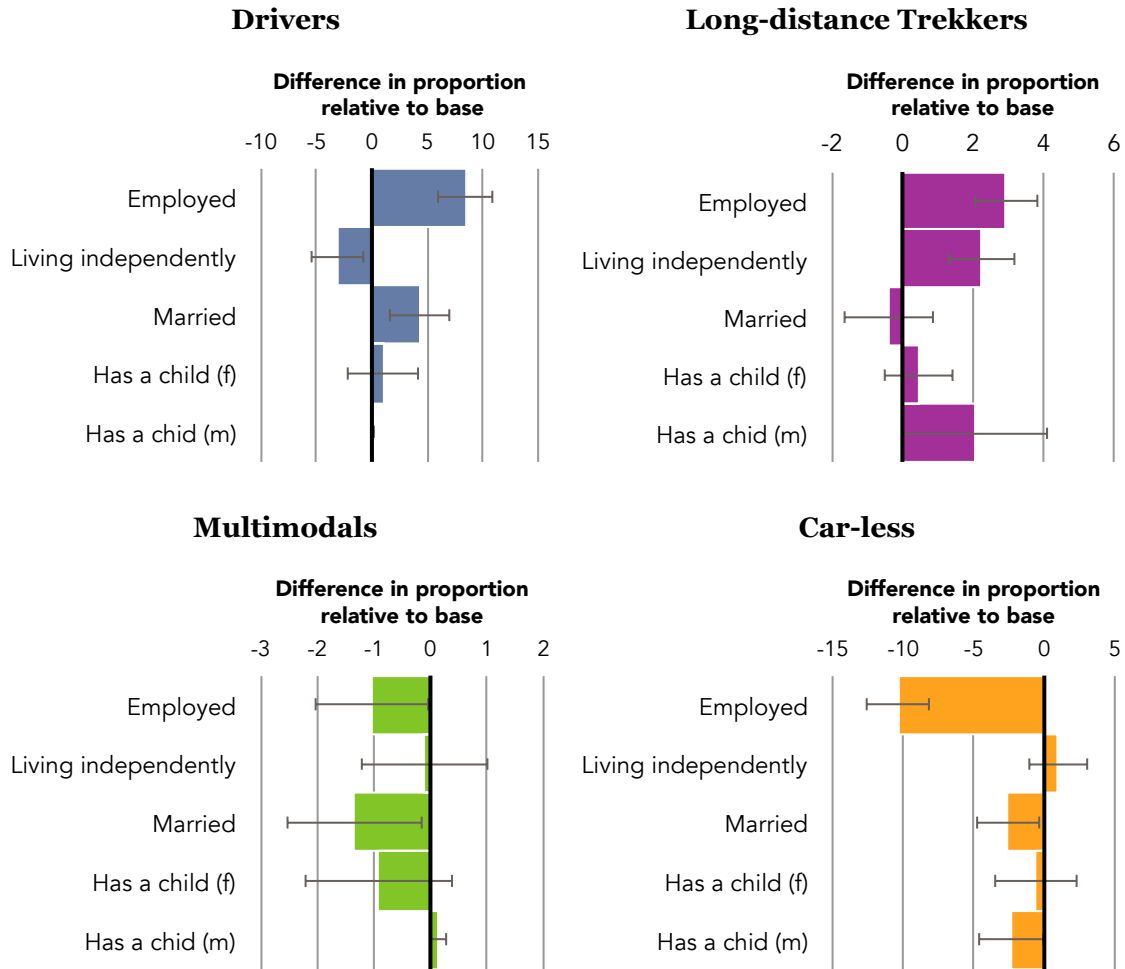 Drivers
Difference in proportion
relative to base
-10 -5 0 5 10 15
Employed
Living independently
Married
Has a child (f)
Has a chid (m)
Long-distance Trekkers
Difference in proportion
relative to base
-2 0 2 4 6
Employed
Living independently
Married
Has a child (f)
Has a chid (m)
Multimodals
Difference in proportion
relative to base
-3 -2 -1 0 1 2
Employed
Living independently
Married
Has a child (f)
Has a chid (m)
Car-less
Difference in proportion
relative to base
-15 -10 -5 0 5
Employed
Living independently
Married
Has a child (f)
Has a chid (m)